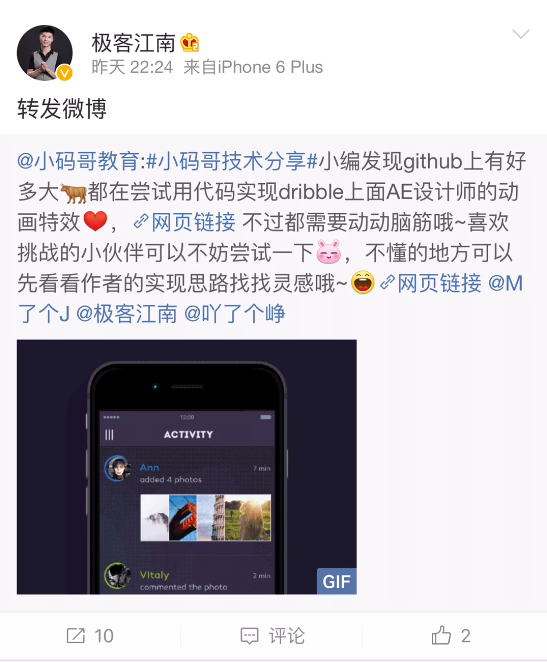 极客江南
昨天 22:24 来自iPhone 6 Plus
转发微博
@小码哥教育:#小码哥技术分享#小编发现github上有好
多大🐂都在尝试用代码实现dribble上面AE设计师的动
画特效❤️，网页链接 不过都需要动动脑筋哦~喜欢
挑战的小伙伴可以不妨尝试一下，不懂的地方可以
先看看作者的实现思路找找灵感哦~😄网页链接 @M
了个J @极客江南 @吖了个峥
12:00
ACTIVITY
Ann
7 min
added 4 photos
Vitaly
2 min
commented the photo
GIF
10
评论
2